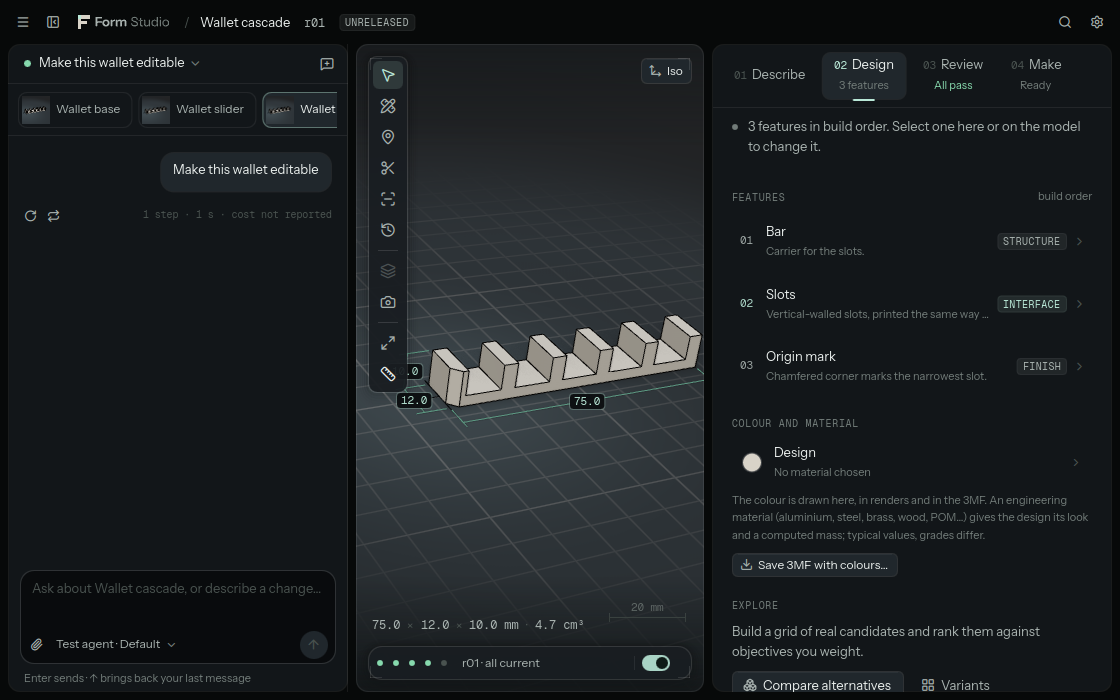 Form Studio / Wallet cascade r01 UNRELEASED
Make this wallet editable
Wallet base
Wallet slider
Wallet
Make this wallet editable
1 step · 1 s · cost not reported
Ask about Wallet cascade, or describe a change…
Test agent · Default
Enter sends · ↑ brings back your last message
Iso
12.0
75.0
20 mm
75.0 × 12.0 × 10.0 mm · 4.7 cm³
r01 · all current
01 Describe
02 Design
3 features
03 Review
All pass
04 Make
Ready
3 features in build order. Select one here or on the model
to change it.
FEATURES
build order
01 Bar
Carrier for the slots.
STRUCTURE
02 Slots
Vertical-walled slots, printed the same way …
INTERFACE
03 Origin mark
Chamfered corner marks the narrowest slot.
FINISH
COLOUR AND MATERIAL
Design
No material chosen
The colour is drawn here, in renders and in the 3MF. An engineering
material (aluminium, steel, brass, wood, POM…) gives the design its look
and a computed mass; typical values, grades differ.
Save 3MF with colours…
EXPLORE
Build a grid of real candidates and rank them against
objectives you weight.
Compare alternatives
Variants